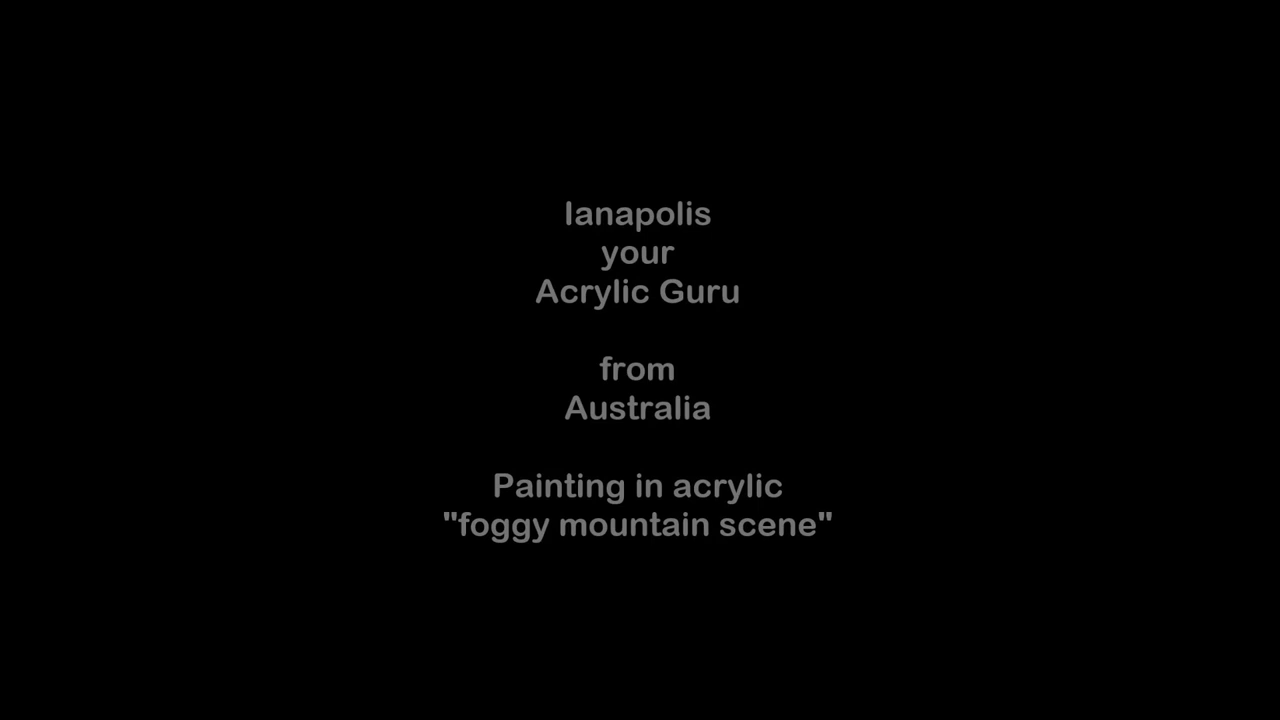 Ianapolis
your
Acrylic Guru
from
Australia
Painting in acrylic
"foggy mountain scene"